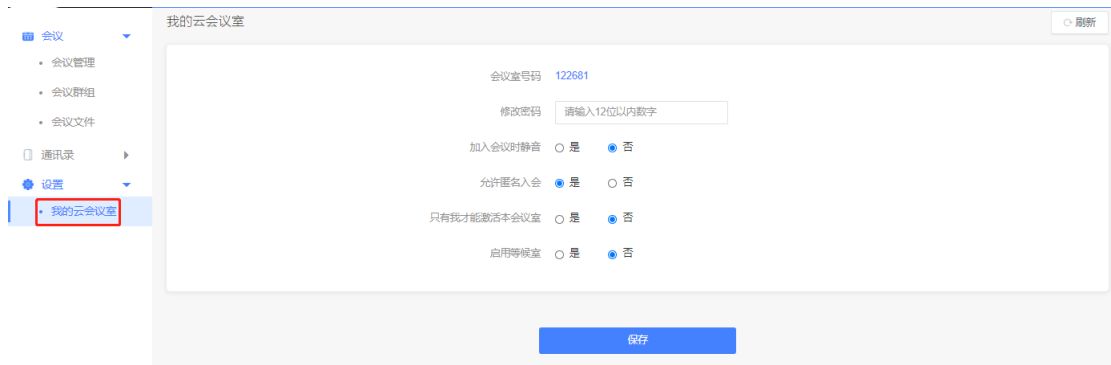 会议
会议管理
会议群组
会议文件
通讯录
设置
我的云会议室
我的云会议室
刷新
会议室号码 122681
修改密码 请输入12位以内数字
加入会议时静音 是 否
允许匿名入会 是 否
只有我才能激活本会议室 是 否
启用等候室 是 否
保存